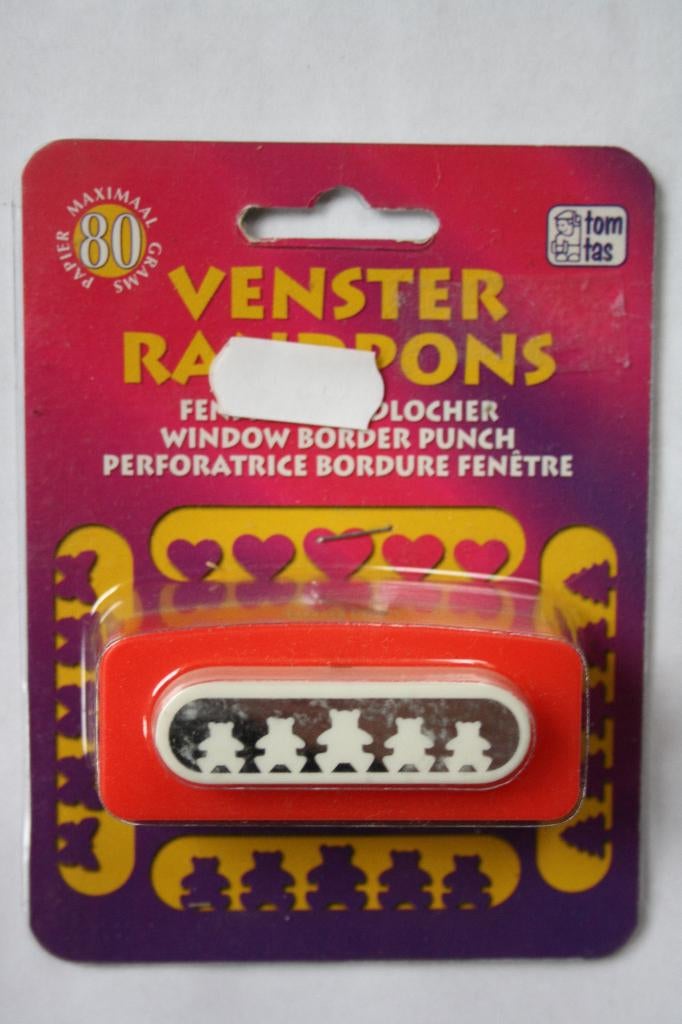 PAPIER MAXIMAAL GRAMS
80
tom
tas
VENSTER
WINDOW BORDER PUNCH
PERFORATRICE BORDURE FENÊTRE